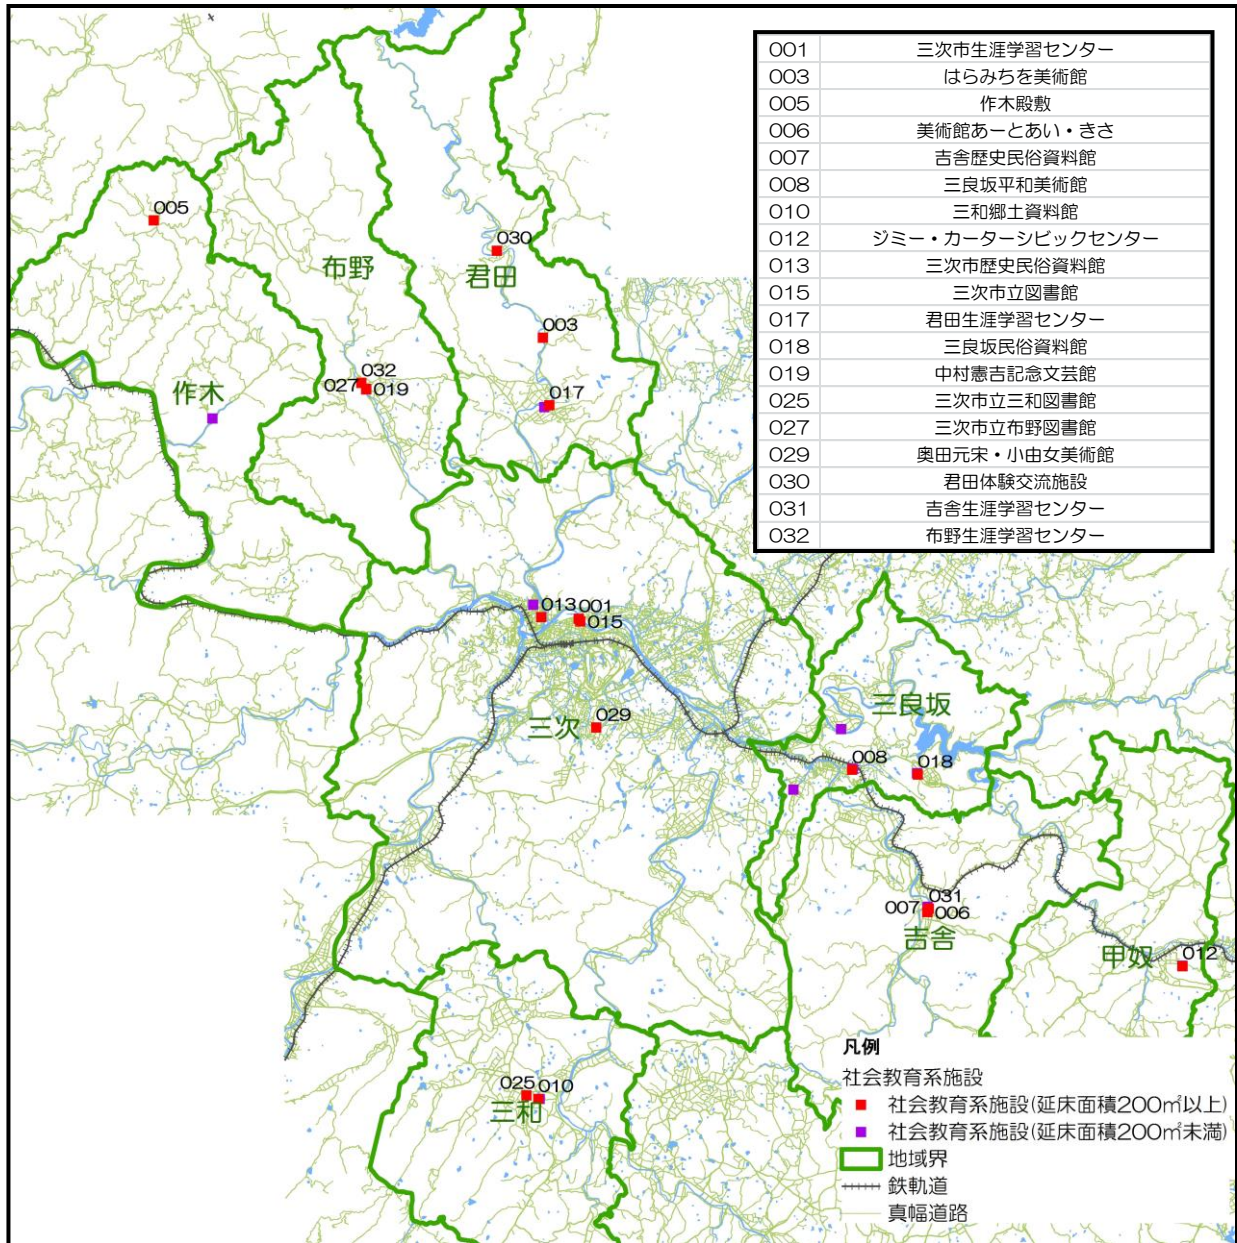 001 三次市生涯学習センター
003 はらみちを美術館
005 作木殿敷
006 美術館あーとあい・きさ
007 吉舎歴史民俗資料館
008 三良坂平和美術館
010 三和郷土資料館
012 ジミー・カーターシビックセンター
013 三次市歴史民俗資料館
015 三次市立図書館
017 君田生涯学習センター
018 三良坂民俗資料館
019 中村憲吉記念文芸館
025 三次市立三和図書館
027 三次市立布野図書館
029 奥田元宋・小由女美術館
030 君田体験交流施設
031 吉舎生涯学習センター
032 布野生涯学習センター
005
030
布野
君田
003
032
027
019
作木
017
013
001
015
三良坂
三次
029
008
018
031
007
006
吉舎
甲奴
012
025
010
三和
凡例
社会教育系施設
社会教育系施設(延床面積200㎡以上)
社会教育系施設(延床面積200㎡未満)
地域界
鉄軌道
真幅道路